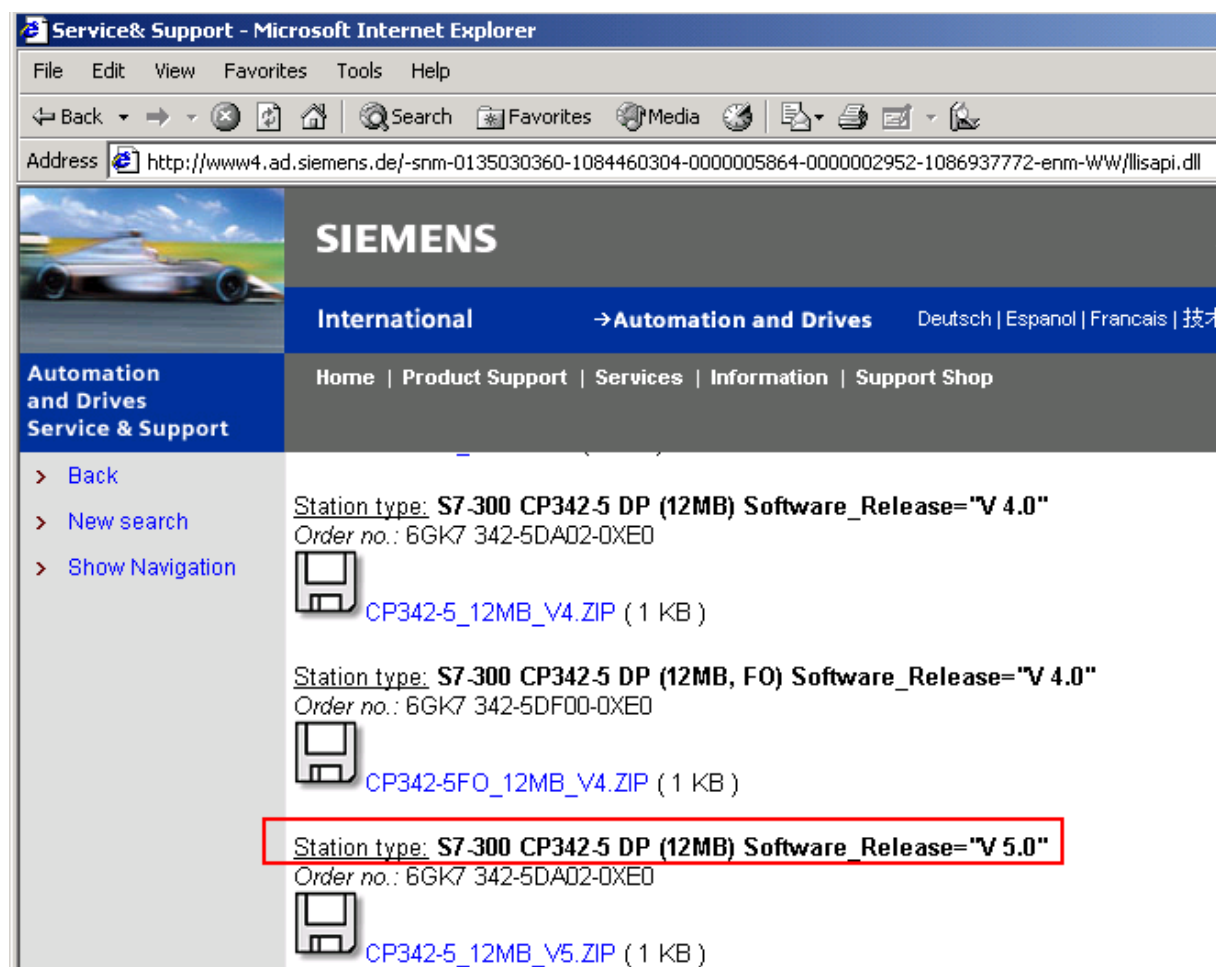 Service& Support - Microsoft Internet Explorer
File Edit View Favorites Tools Help
Back Search Favorites Media
Address http://www4.ad.siemens.de/-snm-0135030360-1084460304-0000005864-0000002952-1086937772-enm-WW/llisapi.dll
SIEMENS
International →Automation and Drives Deutsch | Espanol | Francais | 技
Automation
and Drives
Service & Support
Home | Product Support | Services | Information | Support Shop
> Back
> New search
> Show Navigation
Station type: S7-300 CP342-5 DP (12MB) Software_Release="V 4.0"
Order no.: 6GK7 342-5DA02-0XE0
CP342-5_12MB_V4.ZIP ( 1 KB )
Station type: S7-300 CP342-5 DP (12MB, FO) Software_Release="V 4.0"
Order no.: 6GK7 342-5DF00-0XE0
CP342-5FO_12MB_V4.ZIP ( 1 KB )
Station type: S7-300 CP342-5 DP (12MB) Software_Release="V 5.0"
Order no.: 6GK7 342-5DA02-0XE0
CP342-5_12MB_V5.ZIP ( 1 KB )